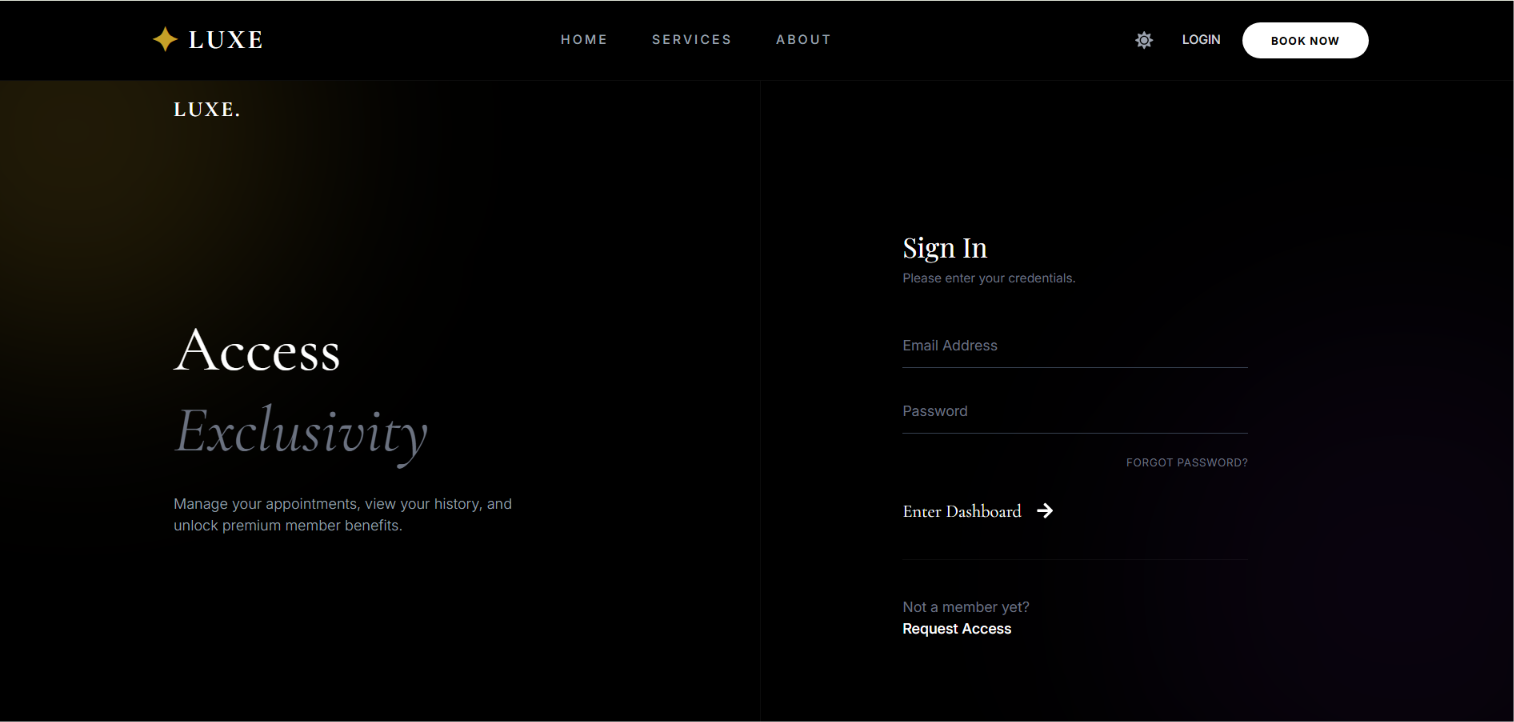 LUXE
HOME
SERVICES
ABOUT
LOGIN
BOOK NOW
LUXE.
Access
Exclusivity
Manage your appointments, view your history, and
unlock premium member benefits.
Sign In
Please enter your credentials.
Email Address
Password
FORGOT PASSWORD?
Enter Dashboard
Not a member yet?
Request Access